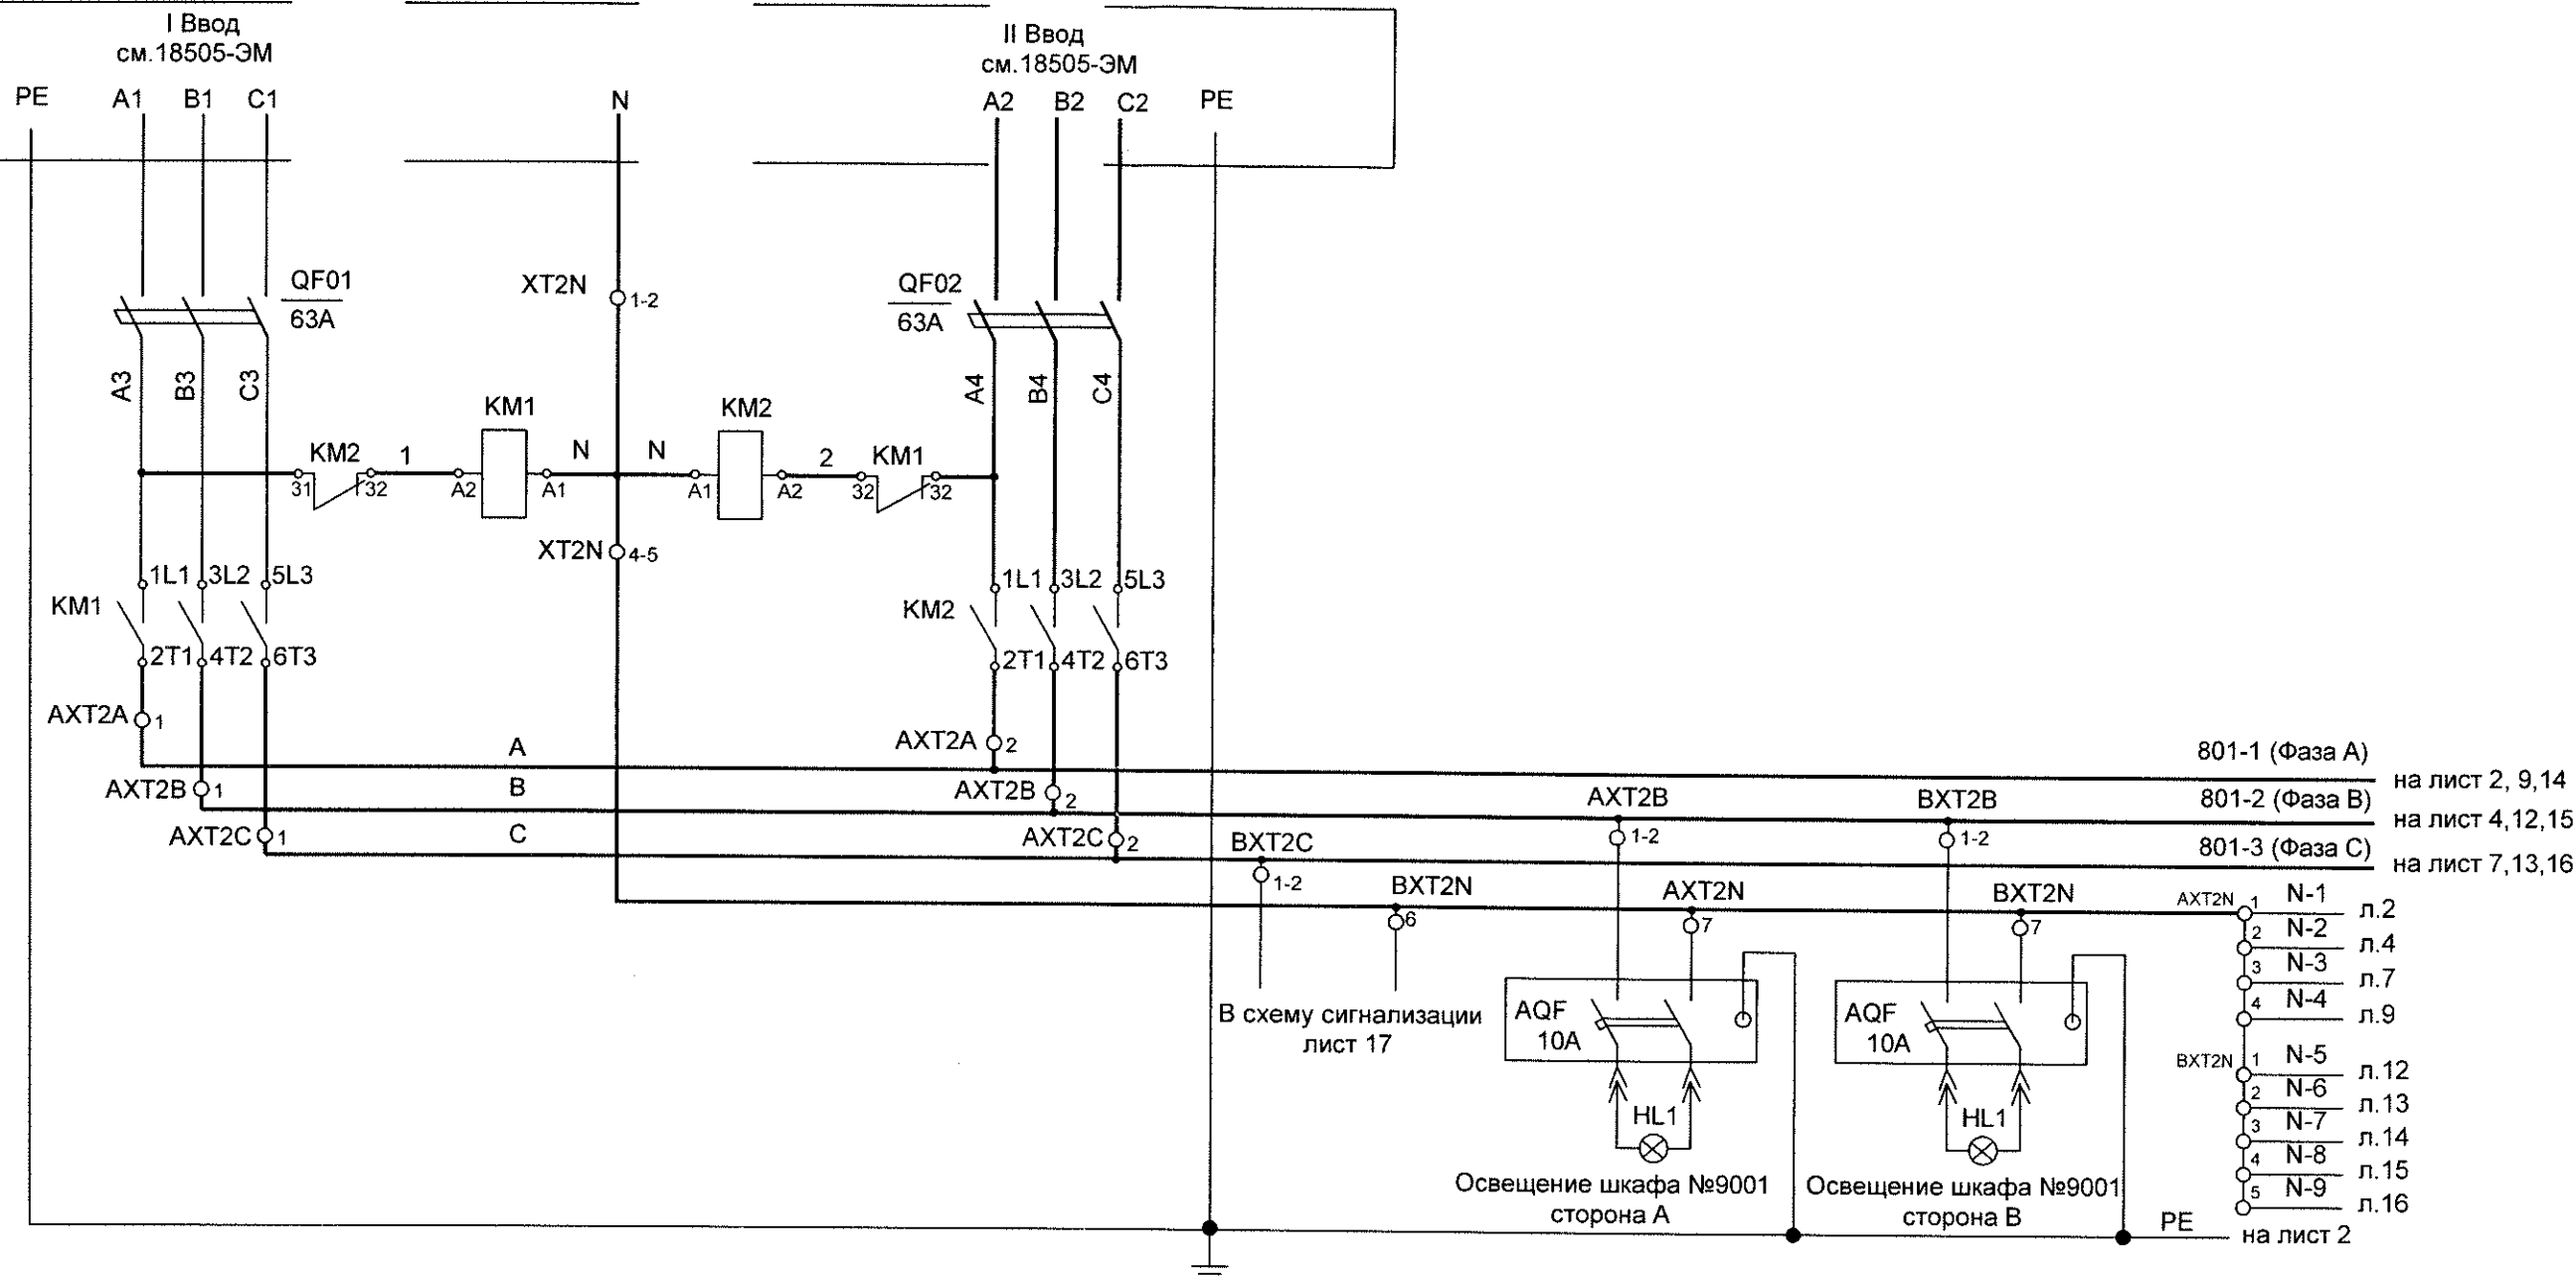 I Ввод
см.18505-ЭМ
II Ввод
см.18505-ЭМ
PE A1 B1 C1 N A2 B2 C2 PE
QF01
63А
XT2N
1-2
QF02
63А
A3 B3 C3
A4 B4 C4
KM2 1 KM1 N N KM2 2 KM1
31 32 A2 A1 A1 A2 32 32
XT2N 4-5
1L1 3L2 5L3
KM1
2T1 4T2 6T3
1L1 3L2 5L3
KM2
2T1 4T2 6T3
AXT2A 1
AXT2A 2
A
801-1 (Фаза А)
на лист 2, 9,14
AXT2B 1
B
AXT2B 2
AXT2B
1-2
BXT2B
1-2
801-2 (Фаза В)
на лист 4,12,15
AXT2C 1
C
AXT2C 2
BXT2C
1-2
801-3 (Фаза С)
на лист 7,13,16
BXT2N
6
AXT2N
7
BXT2N
7
AXT2N 1 N-1 л.2
2 N-2 л.4
3 N-3 л.7
4 N-4 л.9
BXT2N 1 N-5 л.12
2 N-6 л.13
3 N-7 л.14
4 N-8 л.15
5 N-9 л.16
В схему сигнализации
лист 17
AQF
10А
HL1
Освещение шкафа №9001
сторона А
AQF
10А
HL1
Освещение шкафа №9001
сторона В
PE
на лист 2